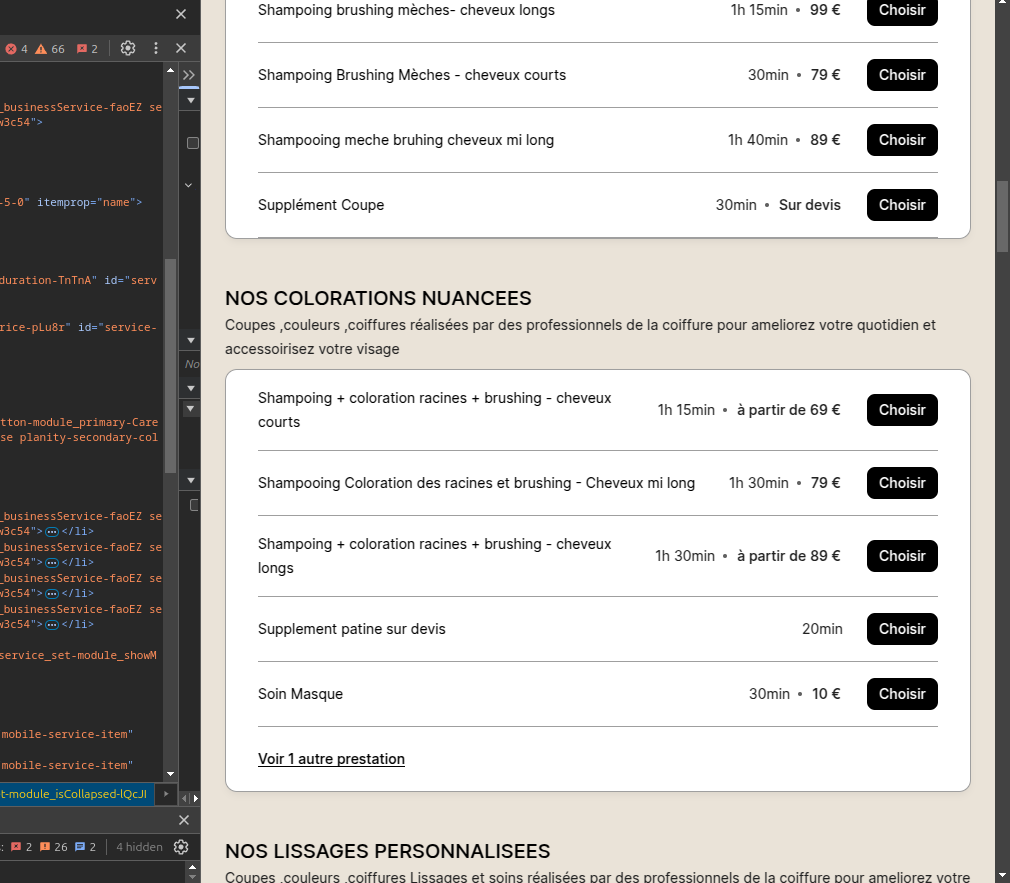 4 66 2
_businessService-faoEZ se
w3c54">
-5-0" itemprop="name">
duration-TnTnA" id="serv
rice-pLu8r" id="service-
tton-module_primary-Care
se planity-secondary-col
_businessService-faoEZ se
w3c54"></li>
_businessService-faoEZ se
w3c54"></li>
_businessService-faoEZ se
w3c54"></li>
_businessService-faoEZ se
w3c54"></li>
service_set-module_showM
mobile-service-item"
mobile-service-item"
t-module_isCollapsed-lQcJI
No
: 2 26 2 4 hidden
Shampoing brushing mèches- cheveux longs 1h 15min • 99 € Choisir
Shampoing Brushing Mèches - cheveux courts 30min • 79 € Choisir
Shampooing meche bruhing cheveux mi long 1h 40min • 89 € Choisir
Supplément Coupe 30min • Sur devis Choisir
NOS COLORATIONS NUANCEES
Coupes ,couleurs ,coiffures réalisées par des professionnels de la coiffure pour ameliorez votre quotidien et
accessoirisez votre visage
Shampoing + coloration racines + brushing - cheveux
courts 1h 15min • à partir de 69 € Choisir
Shampooing Coloration des racines et brushing - Cheveux mi long 1h 30min • 79 € Choisir
Shampoing + coloration racines + brushing - cheveux
longs 1h 30min • à partir de 89 € Choisir
Supplement patine sur devis 20min Choisir
Soin Masque 30min • 10 € Choisir
Voir 1 autre prestation
NOS LISSAGES PERSONNALISEES
Coupes ,couleurs ,coiffures Lissages et soins réalisées par des professionnels de la coiffure pour ameliorez votre